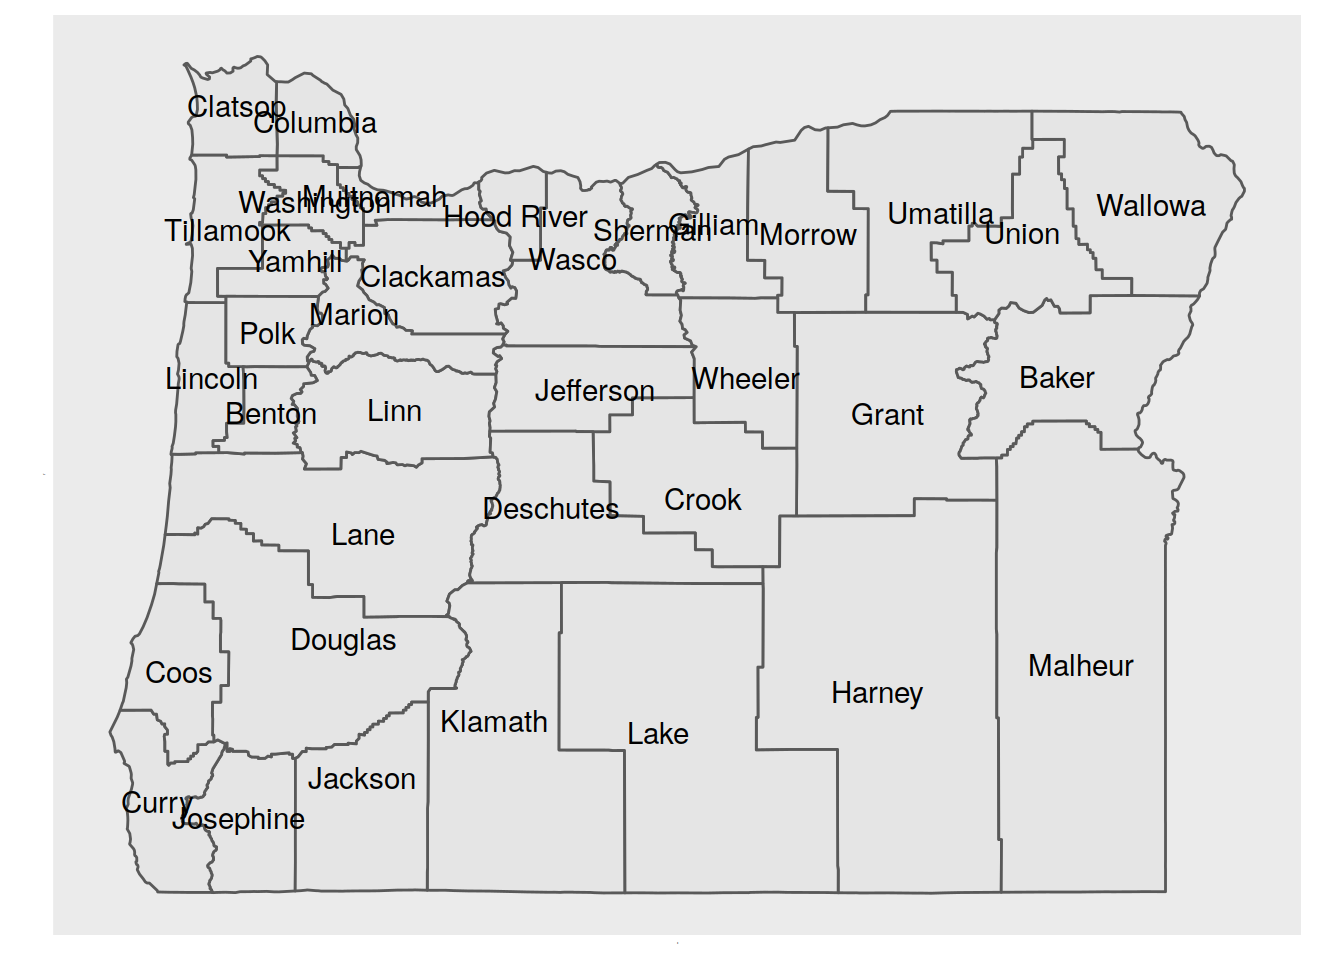 Clatsop
Columbia
Washington
Multnomah
Tillamook
Hood River
Sherman
Gilliam
Morrow
Umatilla
Union
Wallowa
Yamhill
Clackamas
Wasco
Marion
Polk
Lincoln
Jefferson
Wheeler
Baker
Benton
Linn
Grant
Deschutes
Crook
Lane
Douglas
Coos
Malheur
Harney
Klamath
Lake
Jackson
Curry
Josephine